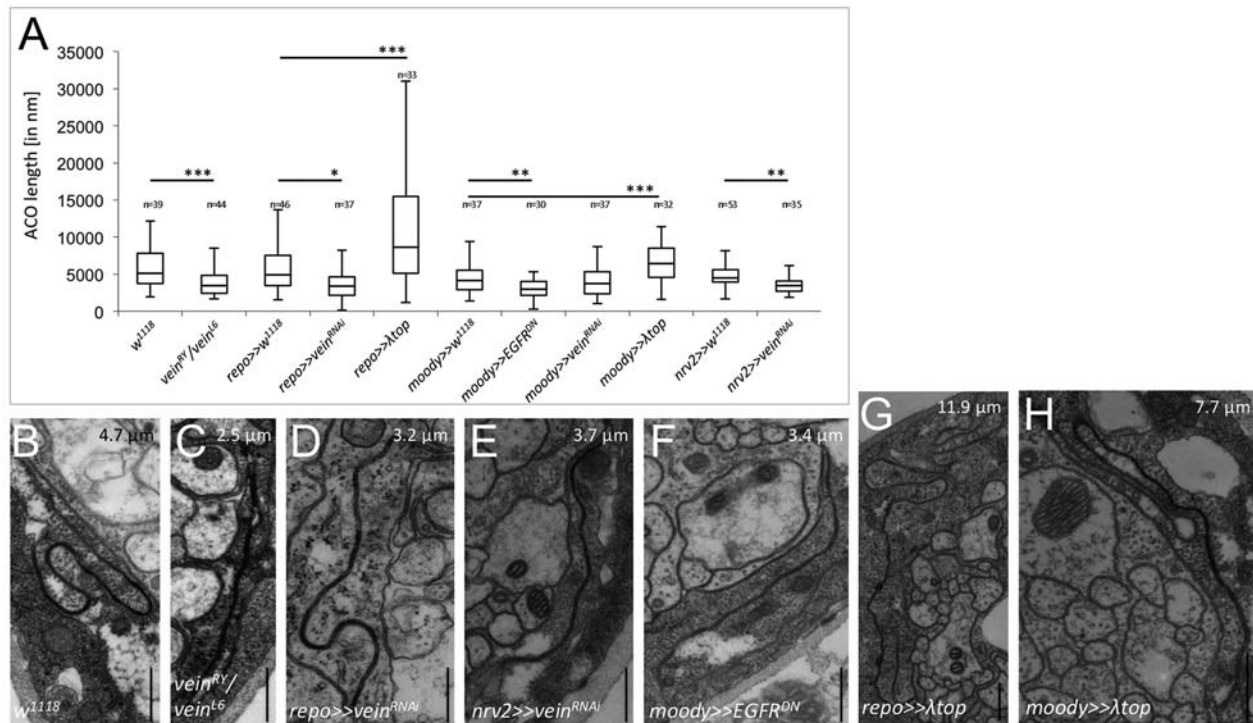 A
35000
30000
25000
20000
15000
10000
5000
0
ACO length [in nm]
***
*
***
**
***
**
n=39
n=44
n=46
n=37
n=33
n=37
n=30
n=37
n=32
n=53
n=35
w¹¹¹⁸
veinᴿʸ/veinᴸ⁶
repo>>w¹¹¹⁸
repo>>veinᴿᴺᴬⁱ
repo>>λtop
moody>>w¹¹¹⁸
moody>>EGFRᴰᴺ
moody>>veinᴿᴺᴬⁱ
moody>>λtop
nrv2>>w¹¹¹⁸
nrv2>>veinᴿᴺᴬⁱ
B
4.7 µm
w¹¹¹⁸
C
2.5 µm
veinᴿʸ/
veinᴸ⁶
D
3.2 µm
repo>>veinᴿᴺᴬⁱ
E
3.7 µm
nrv2>>veinᴿᴺᴬⁱ
F
3.4 µm
moody>>EGFRᴰᴺ
G
11.9 µm
repo>>λtop
H
7.7 µm
moody>>λtop